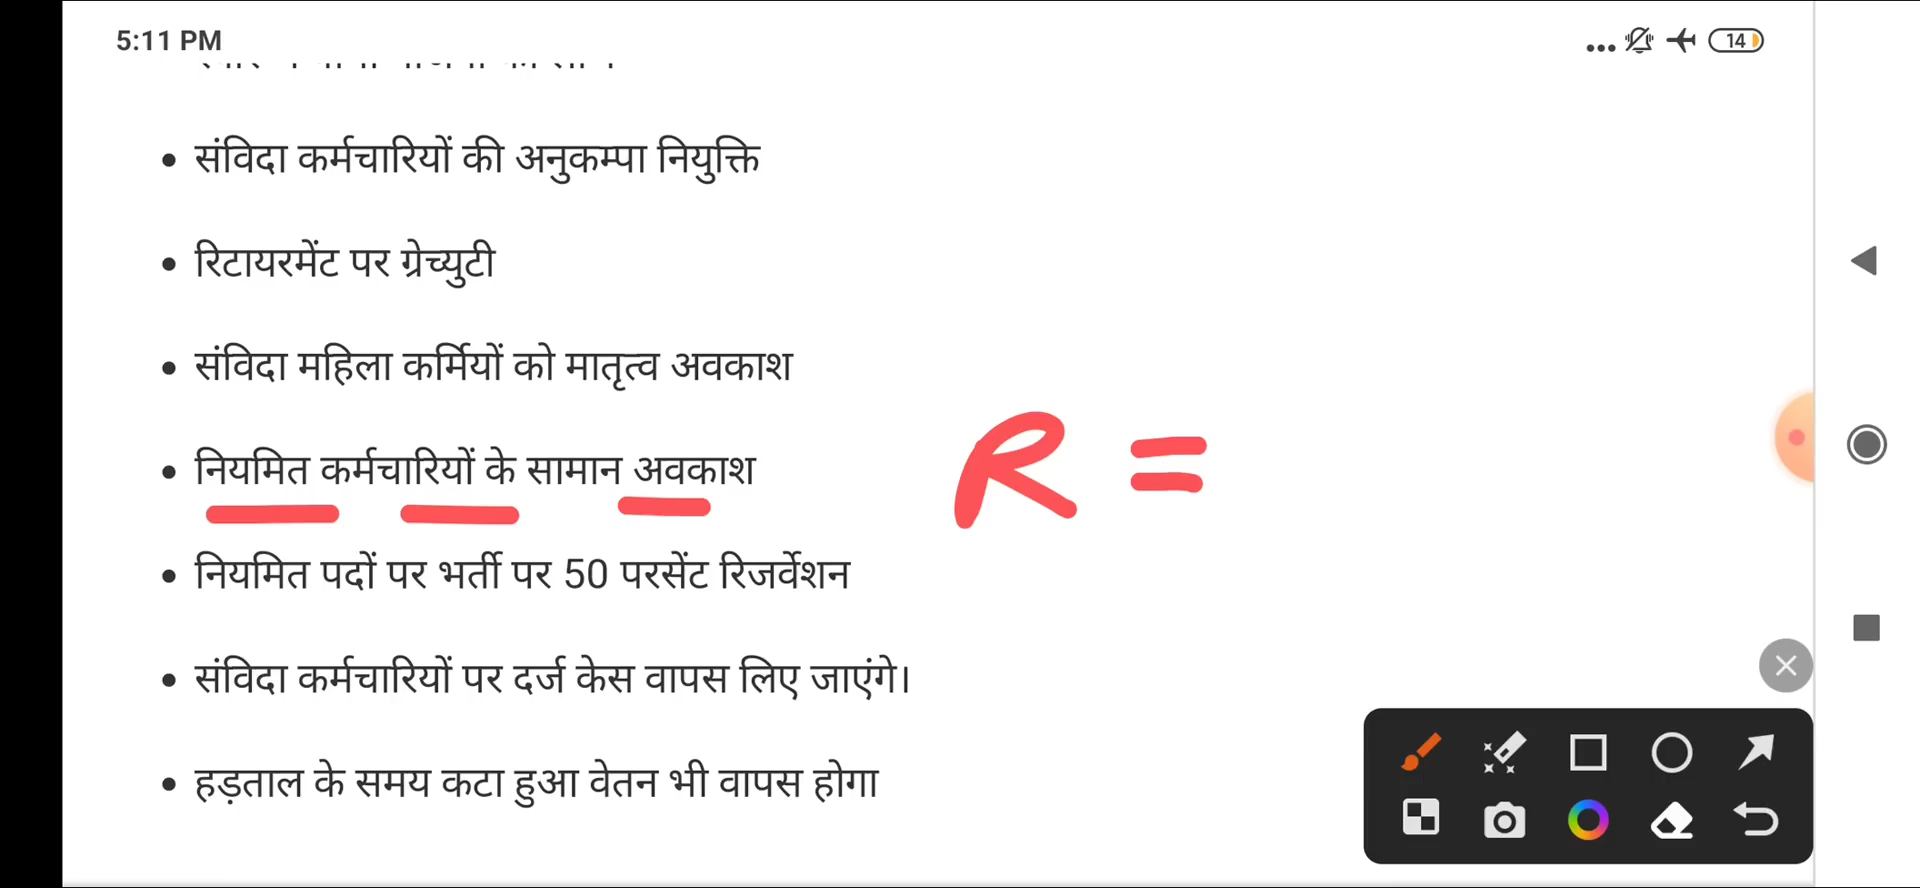 5:11 PM
14
संविदा कर्मचारियों की अनुकम्पा नियुक्ति
रिटायरमेंट पर ग्रेच्युटी
संविदा महिला कर्मियों को मातृत्व अवकाश
नियमित कर्मचारियों के सामान अवकाश
R =
नियमित पदों पर भर्ती पर 50 परसेंट रिजर्वेशन
संविदा कर्मचारियों पर दर्ज केस वापस लिए जाएंगे।
हड़ताल के समय कटा हुआ वेतन भी वापस होगा